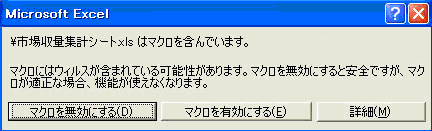 Microsoft Excel
¥市場収量集計シート.xls はマクロを含んでいます。
マクロにはウィルスが含まれている可能性があります。マクロを無効にすると安全ですが、マク
ロが適正な場合、機能が使えなくなります。
マクロを無効にする(D) マクロを有効にする(E) 詳細(M)